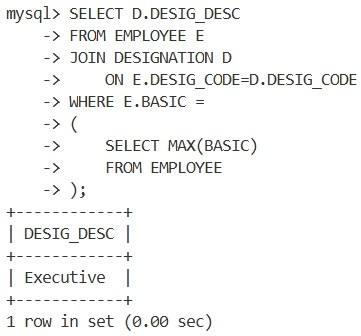 mysql> SELECT D.DESIG_DESC
    -> FROM EMPLOYEE E
    -> JOIN DESIGNATION D
    ->     ON E.DESIG_CODE=D.DESIG_CODE
    -> WHERE E.BASIC =
    -> (
    ->     SELECT MAX(BASIC)
    ->     FROM EMPLOYEE
    -> );
+------------+
| DESIG_DESC |
+------------+
| Executive  |
+------------+
1 row in set (0.00 sec)